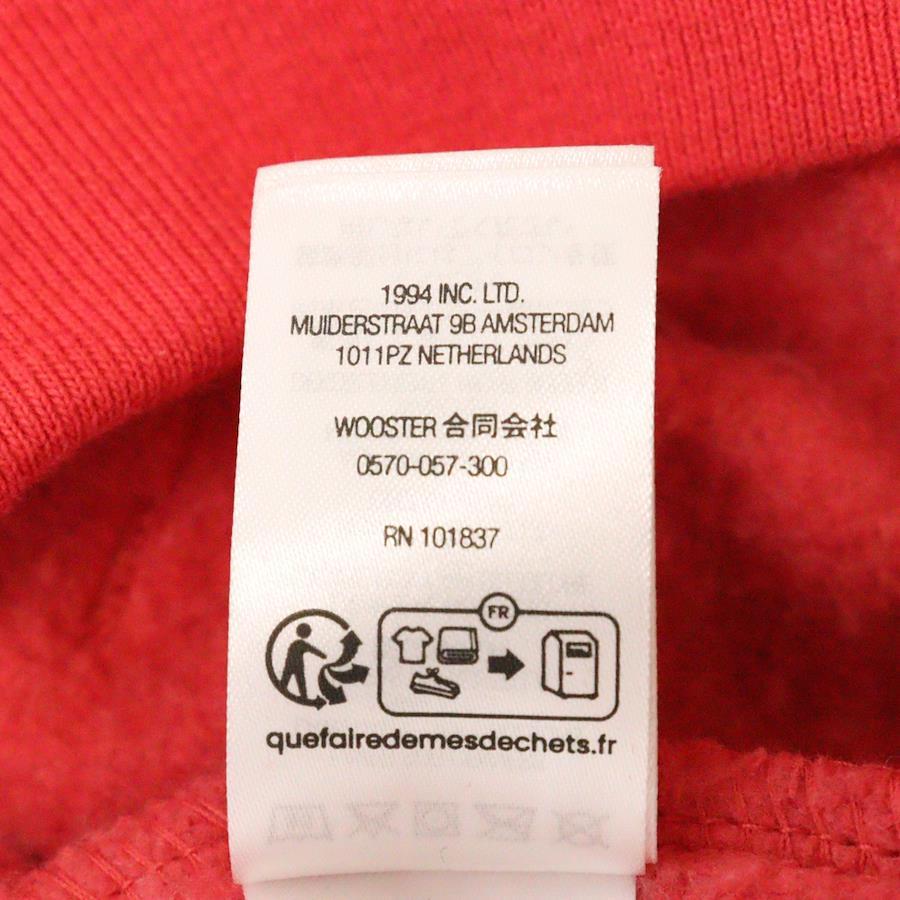 1994 INC. LTD.
MUIDERSTRAAT 9B AMSTERDAM
1011PZ NETHERLANDS
WOOSTER 合同会社
0570-057-300
RN 101837
FR
quefairedemesdechets.fr